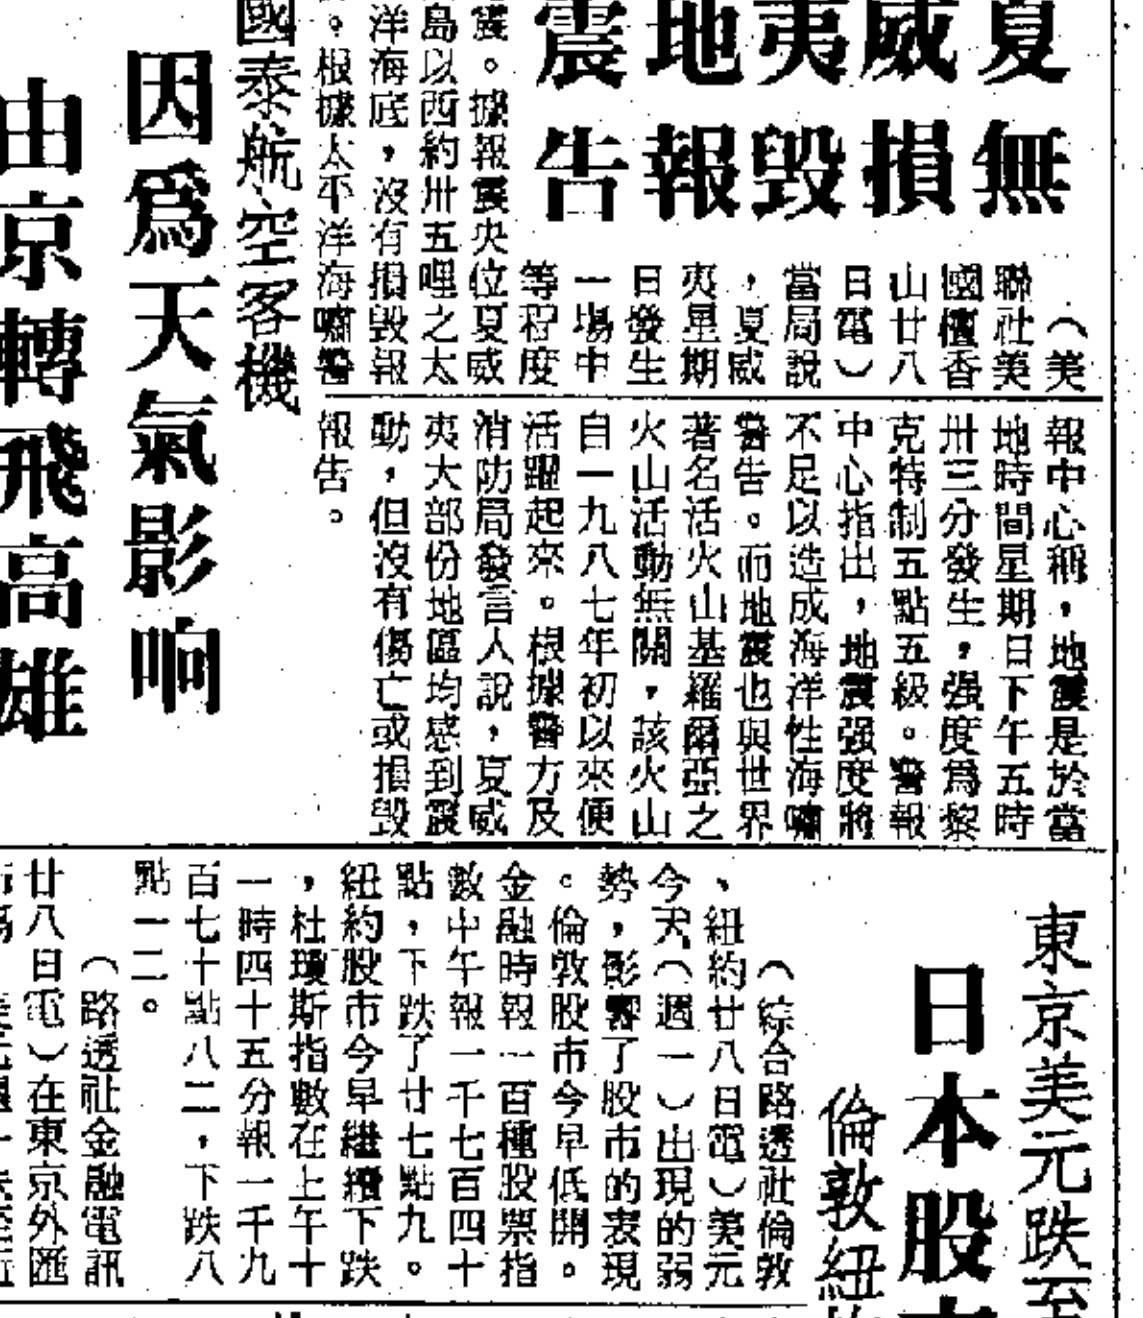 夏威夷地震
無損毀報告
（美
聯社美
國檀香
山廿八
日電）
當局說
，夏威
夷星期
日發生
一場中
等程度
震。據報震央位夏威
島以西約卅五哩之太
洋海底，沒有損毀報
。根據太平洋海嘯警
報中心稱，地震是於當
地時間星期日下午五時
卅三分發生，强度爲黎
克特制五點五級。警報
中心指出，地震强度將
不足以造成海洋性海嘯
警告。而地震也與世界
著名活火山基羅爾亞之
火山活動無關，該火山
自一九八七年初以來便
活躍起來。根據警方及
消防局發言人說，夏威
夷大部份地區均感到震
動，但沒有傷亡或損毀
報告。
國泰航空客機
因爲天氣影响
由京轉飛高雄
東京美元跌至
日本股
倫敦紐
（綜合路透社倫敦
、紐約廿八日電）美元
今天（週一）出現的弱
勢，影響了股市的表現
。倫敦股市今早低開。
金融時報一百種股票指
數中午報一千七百四十
點，下跌了廿七點九。
紐約股市今早繼續下跌
，杜瓊斯指數在上午十
一時四十五分報一千九
百七十點八二，下跌八
點一二。
（路透社金融電訊
廿八日電）在東京外匯